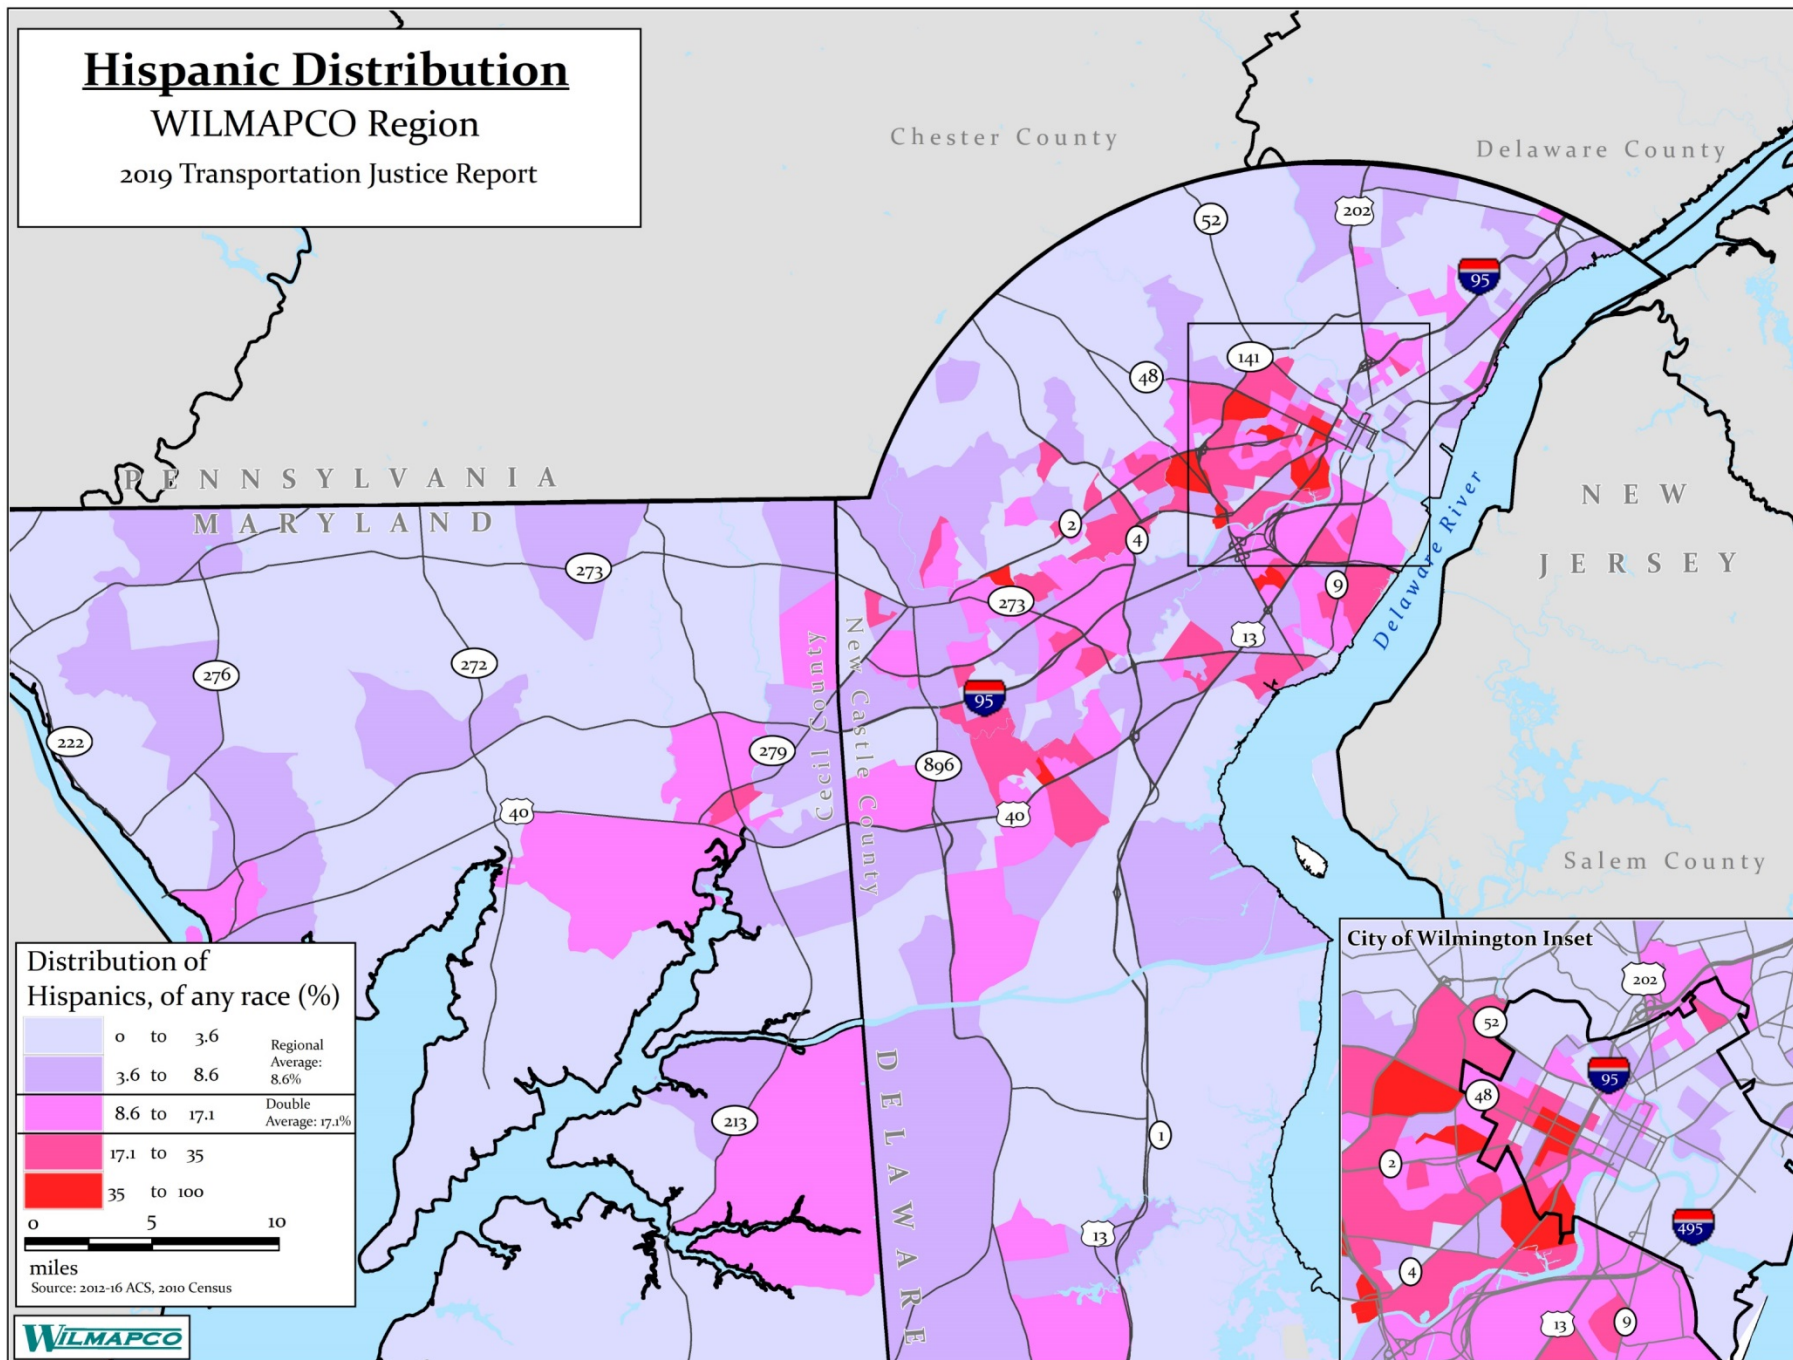 Hispanic Distribution
WILMAPCO Region
2019 Transportation Justice Report
Chester County
Delaware County
52
202
95
141
48
PENNSYLVANIA
MARYLAND
NEW
JERSEY
Delaware River
2
4
273
273
9
13
276
272
Cecil County
New Castle County
95
222
279
896
40
40
Salem County
213
DELAWARE
1
13
Distribution of
Hispanics, of any race (%)
0 to 3.6
3.6 to 8.6
Regional
Average:
8.6%
8.6 to 17.1
Double
Average: 17.1%
17.1 to 35
35 to 100
0 5 10
miles
Source: 2012-16 ACS, 2010 Census
WILMAPCO
City of Wilmington Inset
202
52
95
48
2
495
4
13
9